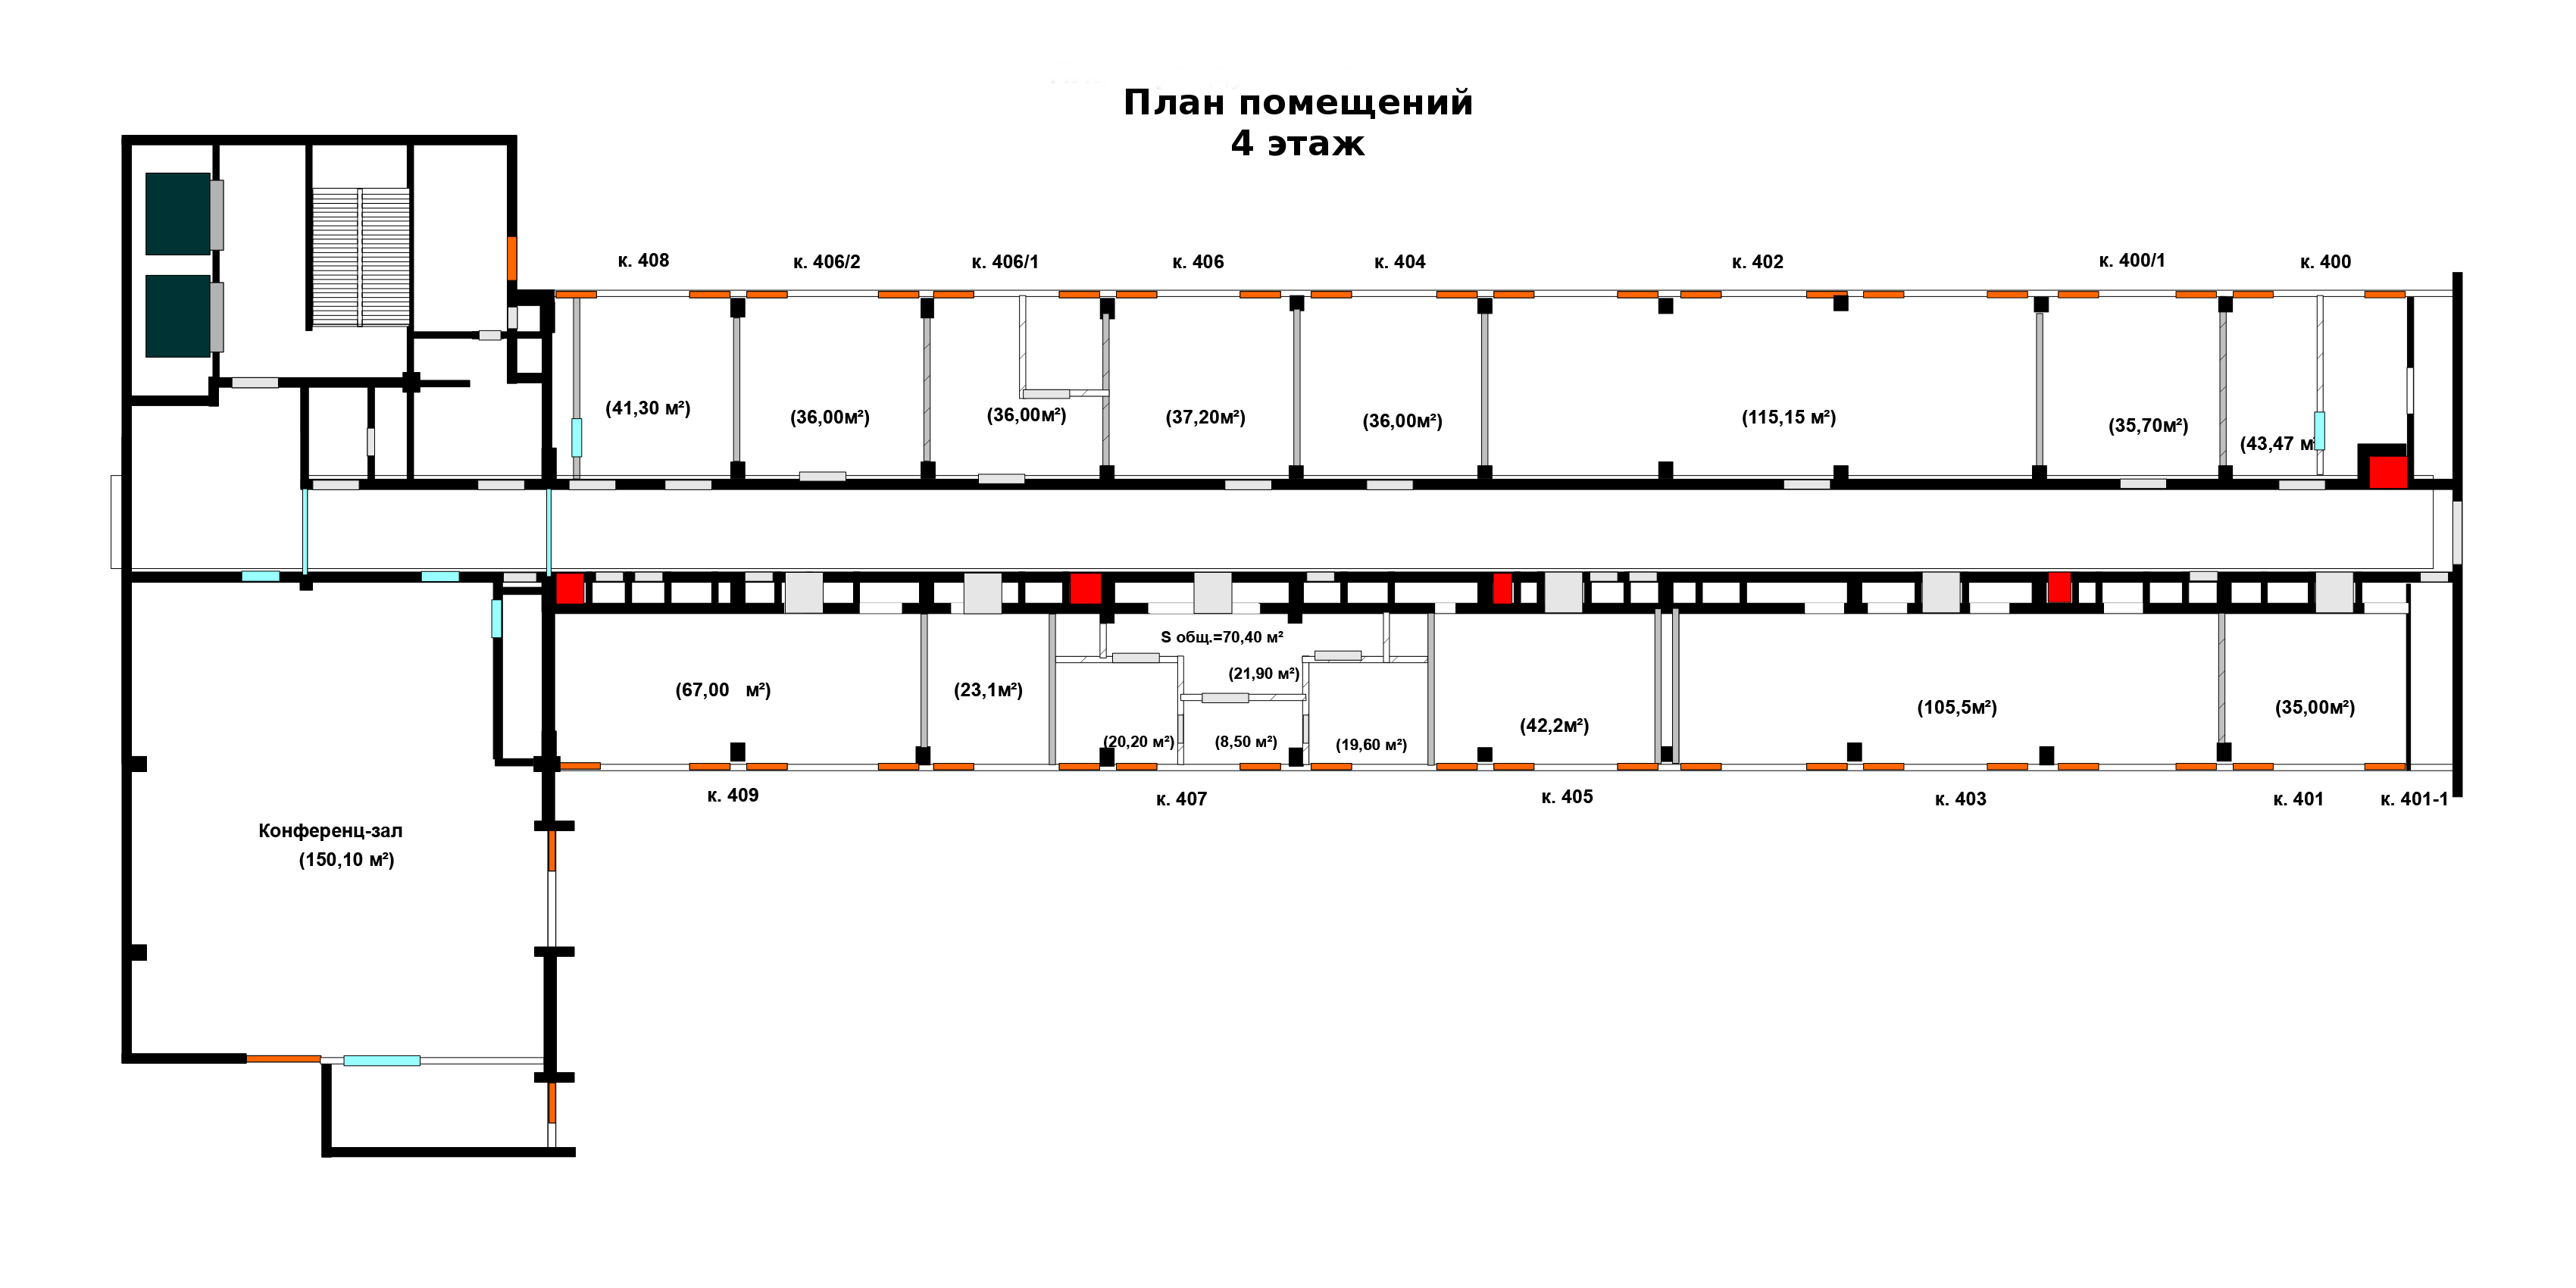 План помещений
4 этаж
к. 408
к. 406/2
к. 406/1
к. 406
к. 404
к. 402
к. 400/1
к. 400
(41,30 м²)
(36,00м²)
(36,00м²)
(37,20м²)
(36,00м²)
(115,15 м²)
(35,70м²)
(43,47 м
S общ.=70,40 м²
(21,90 м²)
(67,00 м²)
(23,1м²)
(20,20 м²)
(8,50 м²)
(19,60 м²)
(42,2м²)
(105,5м²)
(35,00м²)
к. 409
к. 407
к. 405
к. 403
к. 401
к. 401-1
Конференц-зал
(150,10 м²)